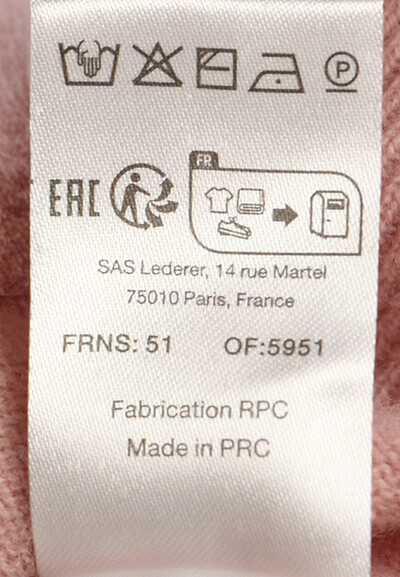 P
FR
EAC
SAS Lederer, 14 rue Martel
75010 Paris, France
FRNS: 51 OF:5951
Fabrication RPC
Made in PRC